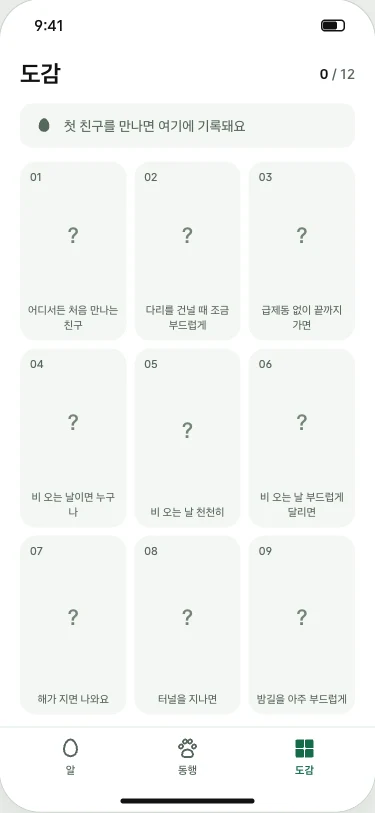 9:41
도감
0 / 12
첫 친구를 만나면 여기에 기록돼요
01
02
03
?
?
?
어디서든 처음 만나는
친구
다리를 건널 때 조금
부드럽게
급제동 없이 끝까지
가면
04
05
06
?
?
?
비 오는 날이면 누구
나
비 오는 날 천천히
비 오는 날 부드럽게
달리면
07
08
09
?
?
?
해가 지면 나와요
터널을 지나면
밤길을 아주 부드럽게
알
동행
도감